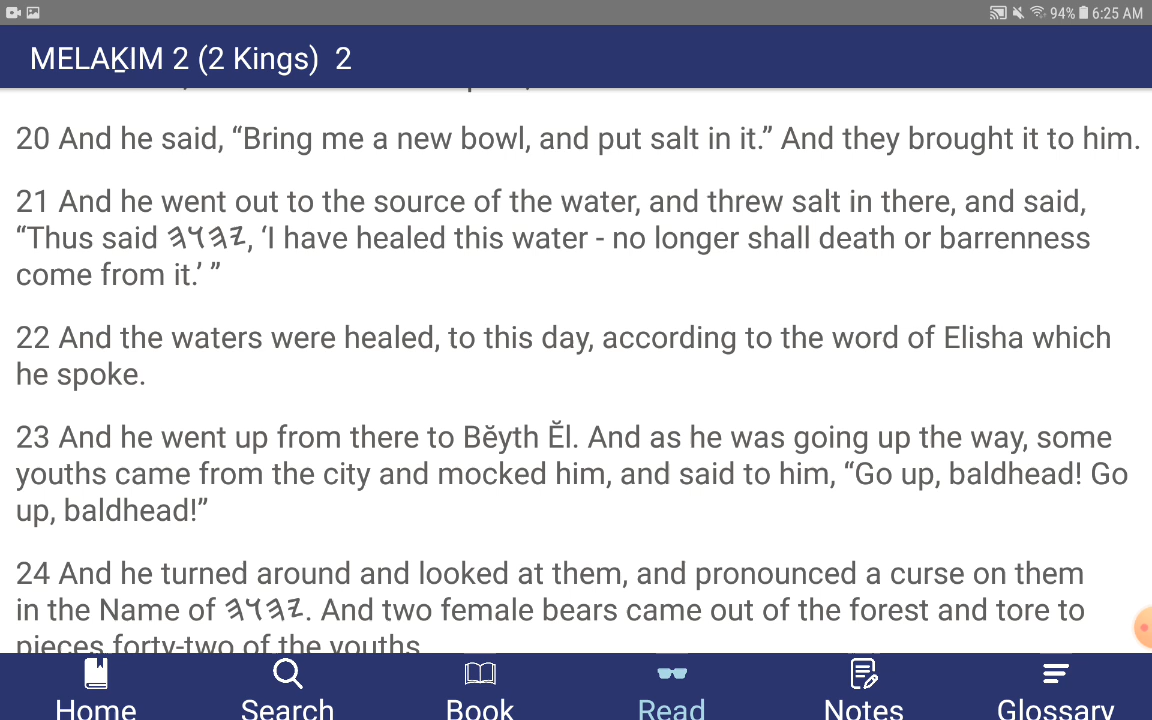 94% 6:25 AM
MELAḴIM 2 (2 Kings) 2
20 And he said, “Bring me a new bowl, and put salt in it.” And they brought it to him.
21 And he went out to the source of the water, and threw salt in there, and said,
“Thus said 𐤉𐤄𐤅𐤄, ‘I have healed this water - no longer shall death or barrenness
come from it.’ ”
22 And the waters were healed, to this day, according to the word of Elisha which
he spoke.
23 And he went up from there to Bĕyth Ĕl. And as he was going up the way, some
youths came from the city and mocked him, and said to him, “Go up, baldhead! Go
up, baldhead!”
24 And he turned around and looked at them, and pronounced a curse on them
in the Name of 𐤉𐤄𐤅𐤄. And two female bears came out of the forest and tore to
pieces forty-two of the youths
Home Search Book Read Notes Glossary